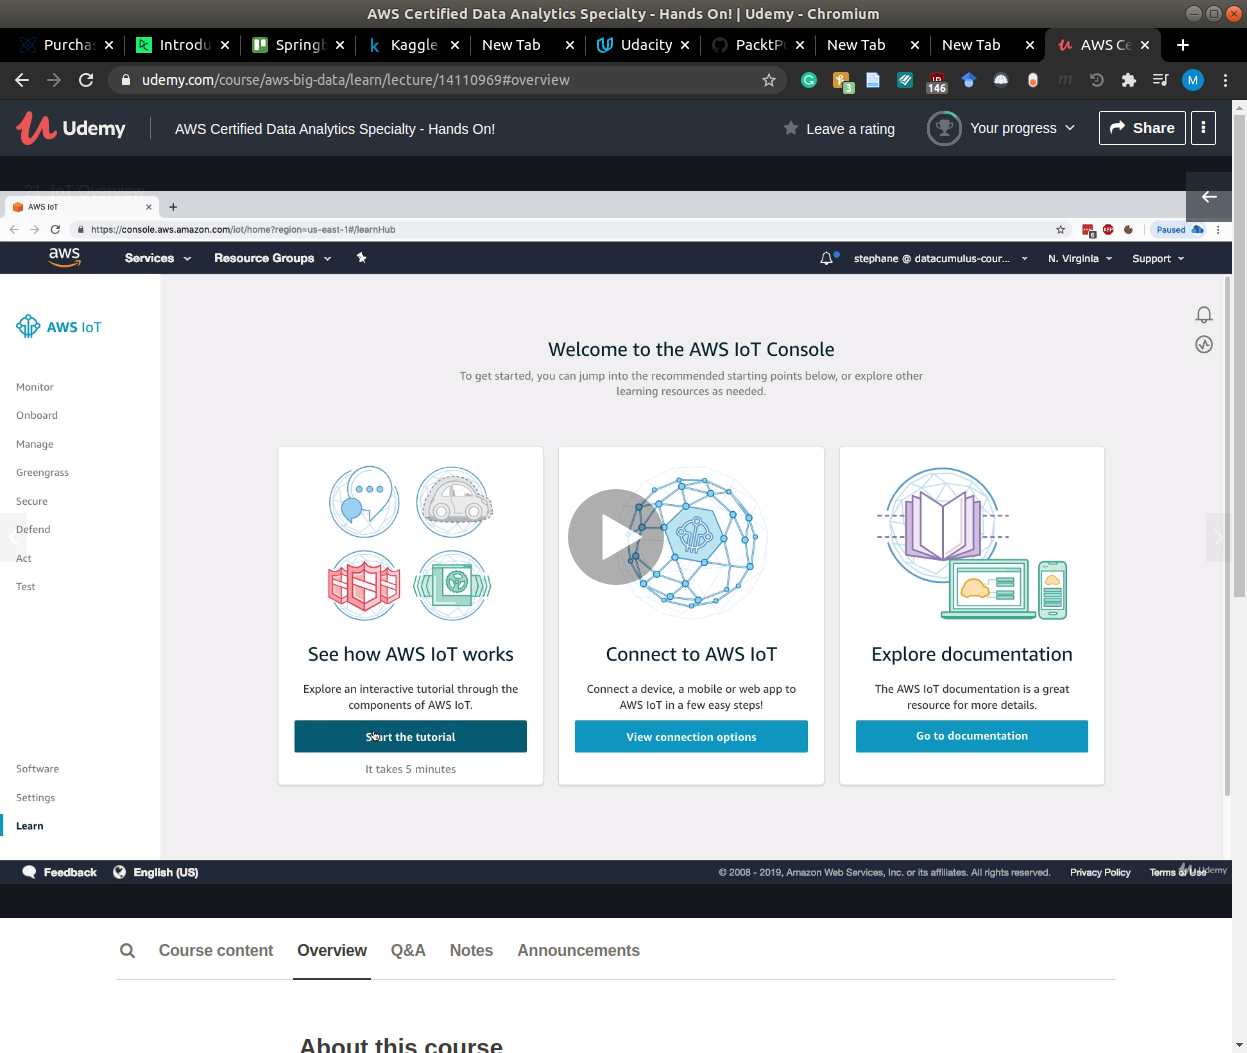 AWS Certified Data Analytics Specialty - Hands On! | Udemy - Chromium
Purchas
Introdu
Springb
Kaggle
New Tab
Udacity
PacktPu
New Tab
New Tab
AWS Ce
udemy.com/course/aws-big-data/learn/lecture/14110969#overview
3
146
M
Udemy
AWS Certified Data Analytics Specialty - Hands On!
Leave a rating
Your progress
Share
21. IoT Overview
AWS IoT
https://console.aws.amazon.com/iot/home?region=us-east-1#/learnHub
Paused
aws
Services
Resource Groups
stephane @ datacumulus-cour...
N. Virginia
Support
AWS IoT
Monitor
Onboard
Manage
Greengrass
Secure
Defend
Act
Test
Software
Settings
Learn
Welcome to the AWS IoT Console
To get started, you can jump into the recommended starting points below, or explore other
learning resources as needed.
See how AWS IoT works
Explore an interactive tutorial through the
components of AWS IoT.
Start the tutorial
It takes 5 minutes
Connect to AWS IoT
Connect a device, a mobile or web app to
AWS IoT in a few easy steps!
View connection options
Explore documentation
The AWS IoT documentation is a great
resource for more details.
Go to documentation
Feedback
English (US)
© 2008 - 2019, Amazon Web Services, Inc. or its affiliates. All rights reserved.
Privacy Policy
Terms of Use
Udemy
Course content
Overview
Q&A
Notes
Announcements
About this course